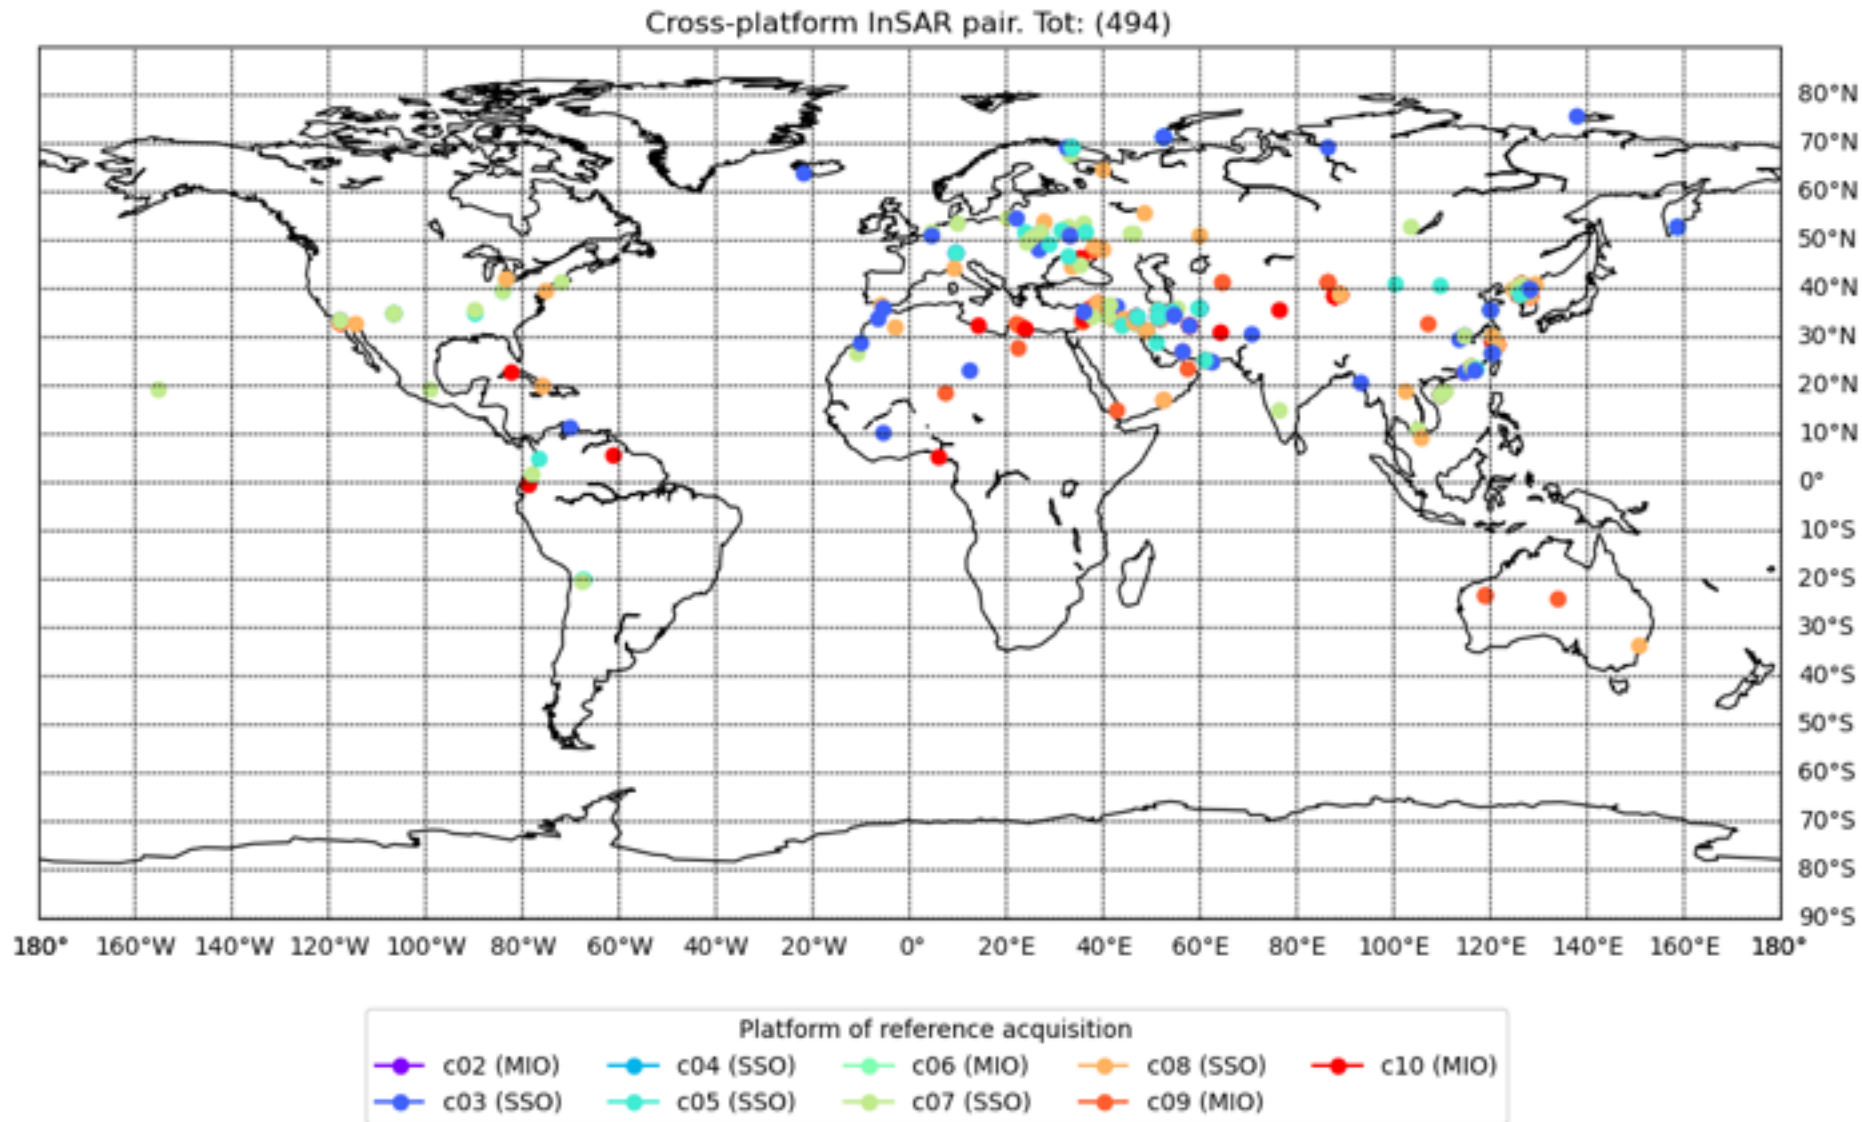 Cross-platform InSAR pair. Tot: (494)
80°N
70°N
60°N
50°N
40°N
30°N
20°N
10°N
0°
10°S
20°S
30°S
40°S
50°S
60°S
70°S
80°S
90°S
180° 160°W 140°W 120°W 100°W 80°W 60°W 40°W 20°W 0° 20°E 40°E 60°E 80°E 100°E 120°E 140°E 160°E 180°
Platform of reference acquisition
c02 (MIO) c04 (SSO) c06 (MIO) c08 (SSO) c10 (MIO)
c03 (SSO) c05 (SSO) c07 (SSO) c09 (MIO)